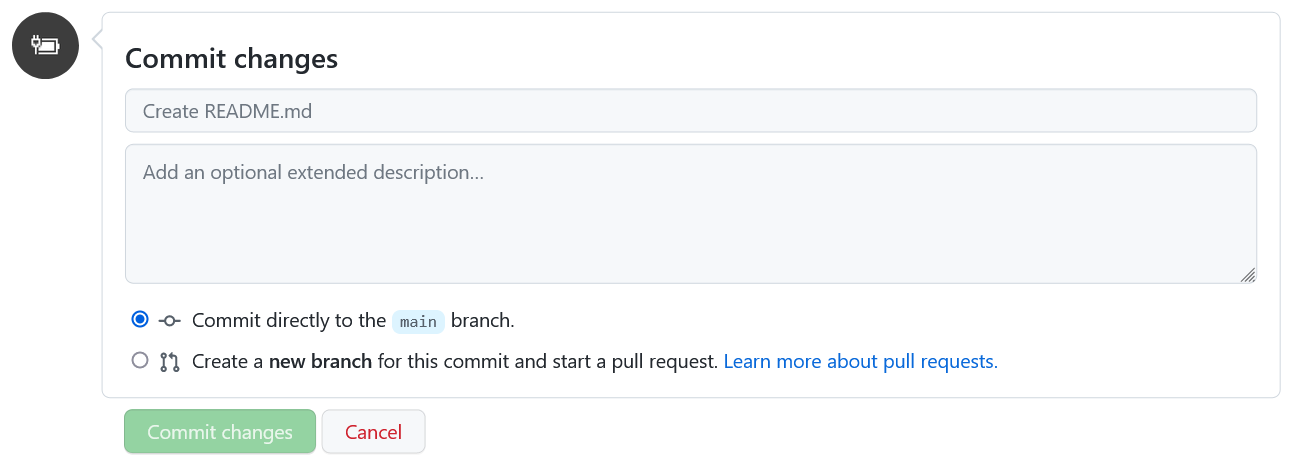 Commit changes
Create README.md
Add an optional extended description...
Commit directly to the main branch.
Create a new branch for this commit and start a pull request. Learn more about pull requests.
Commit changes Cancel